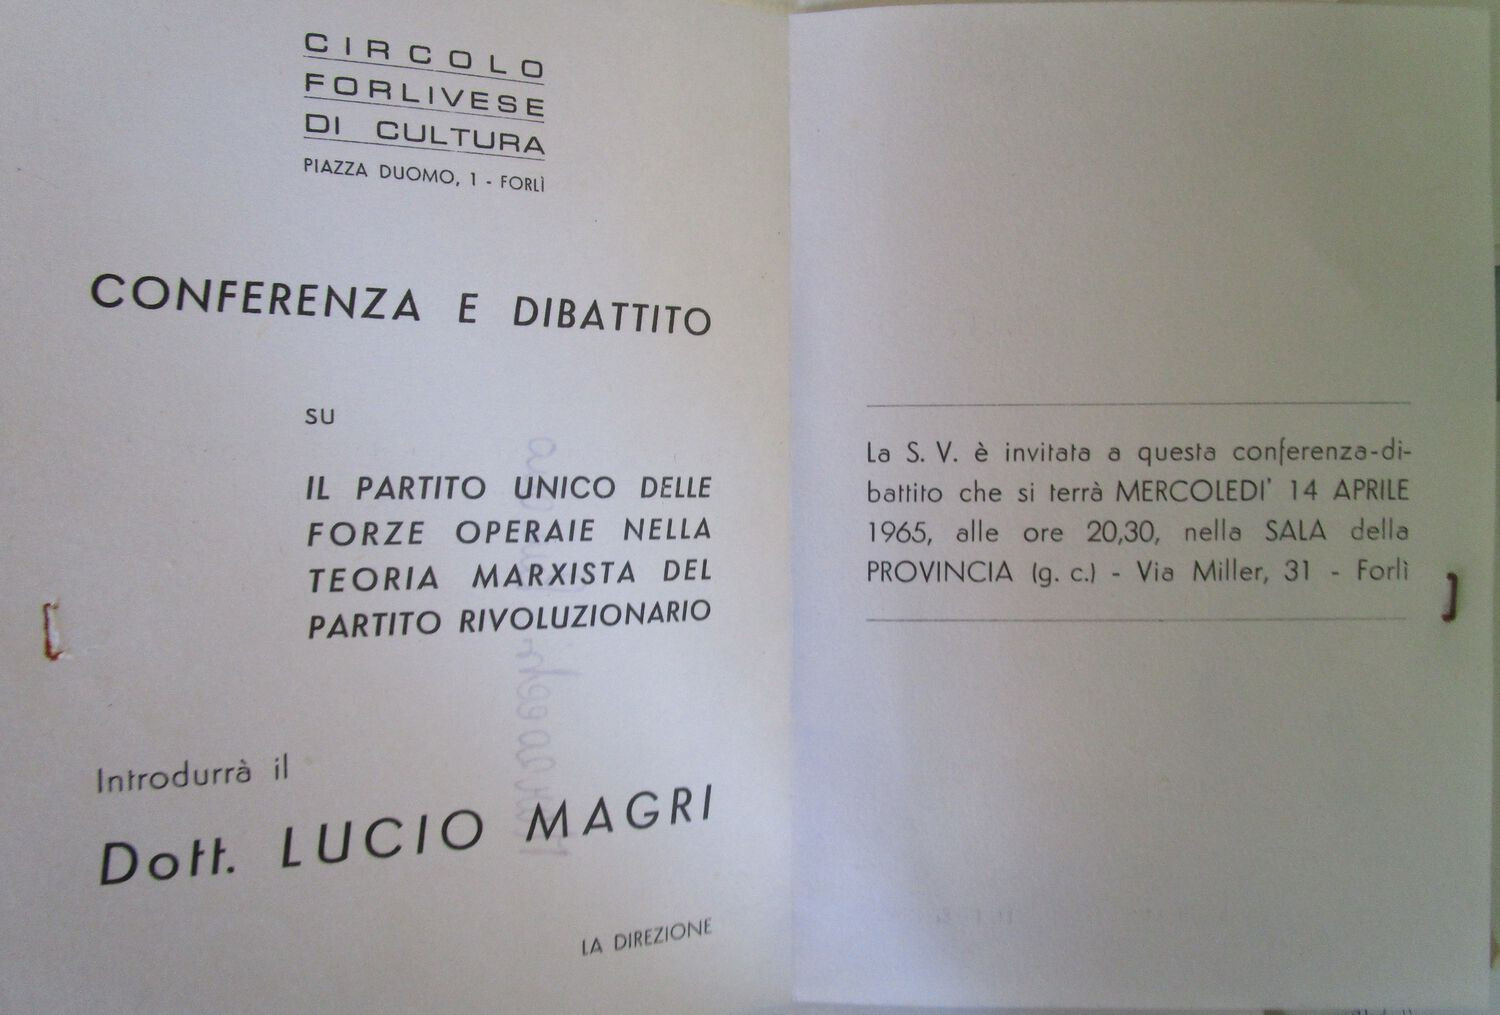 CIRCOLO
FORLIVESE
DI CULTURA
PIAZZA DUOMO, 1 - FORLÌ
CONFERENZA E DIBATTITO
SU
IL PARTITO UNICO DELLE
FORZE OPERAIE NELLA
TEORIA MARXISTA DEL
PARTITO RIVOLUZIONARIO
Introdurrà il
Dott. LUCIO MAGRI
LA DIREZIONE
La S. V. è invitata a questa conferenza-di-
battito che si terrà MERCOLEDI' 14 APRILE
1965, alle ore 20,30, nella SALA della
PROVINCIA (g. c.) - Via Miller, 31 - Forlì